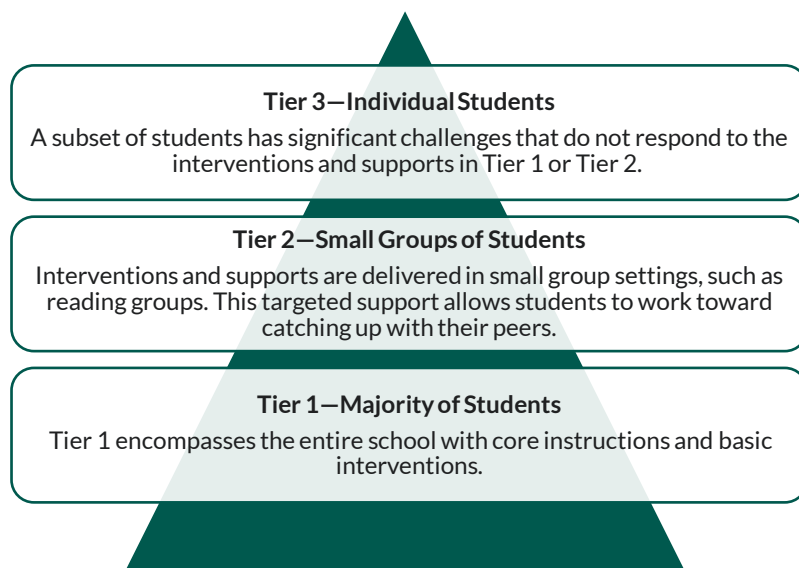 Tier 3—Individual Students
A subset of students has significant challenges that do not respond to the
interventions and supports in Tier 1 or Tier 2.
Tier 2—Small Groups of Students
Interventions and supports are delivered in small group settings, such as
reading groups. This targeted support allows students to work toward
catching up with their peers.
Tier 1—Majority of Students
Tier 1 encompasses the entire school with core instructions and basic
interventions.